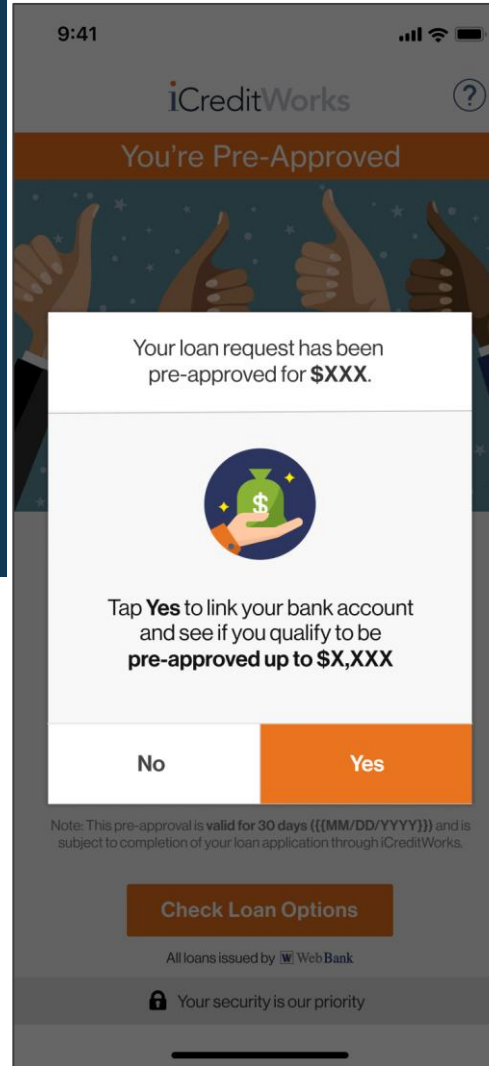 9:41
iCreditWorks
?
You're Pre-Approved
Your loan request has been
pre-approved for $XXX.
$
Tap Yes to link your bank account
and see if you qualify to be
pre-approved up to $X,XXX
No
Yes
Note: This pre-approval is valid for 30 days ({{MM/DD/YYYY}}) and is
subject to completion of your loan application through iCreditWorks.
Check Loan Options
All loans issued by W WebBank
Your security is our priority